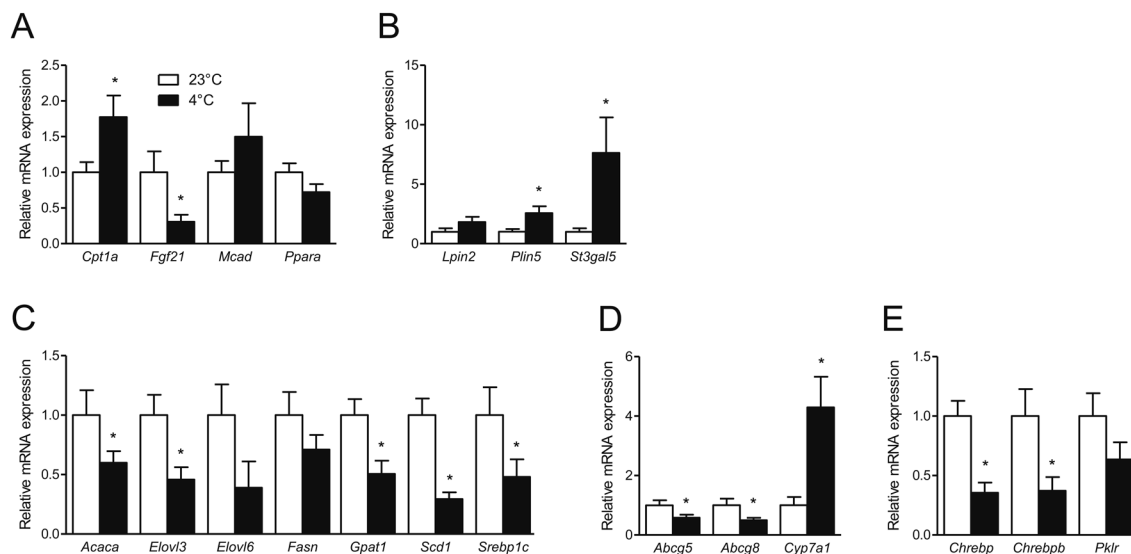 A
Relative mRNA expression
2.5
2.0
1.5
1.0
0.5
0.0
23°C
4°C
*
*
Cpt1a Fgf21 Mcad Ppara
B
Relative mRNA expression
15
10
5
0
*
*
Lpin2 Plin5 St3gal5
C
Relative mRNA expression
1.5
1.0
0.5
0.0
* * * * *
Acaca Elovl3 Elovl6 Fasn Gpat1 Scd1 Srebp1c
D
Relative mRNA expression
6
4
2
0
* * *
Abcg5 Abcg8 Cyp7a1
E
Relative mRNA expression
1.5
1.0
0.5
0.0
* *
Chrebp Chrebpb Pklr